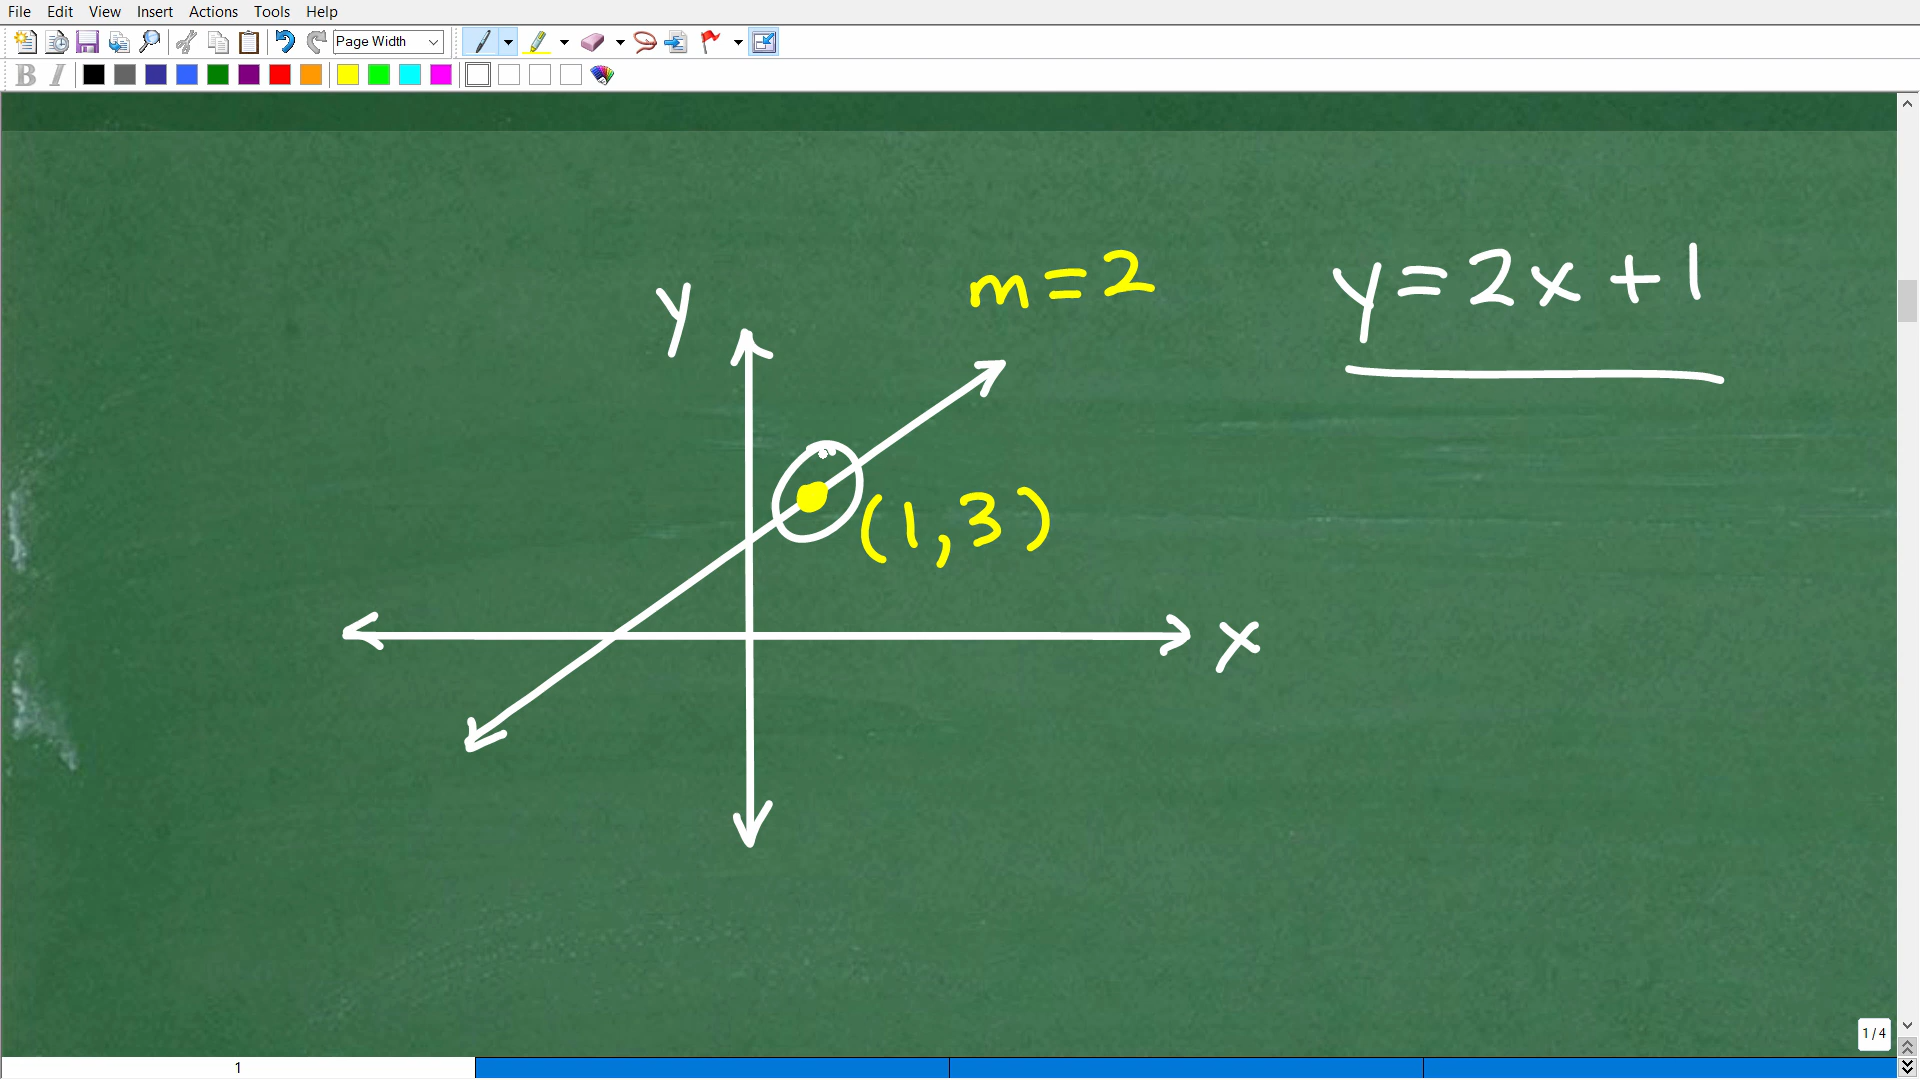 File Edit View Insert Actions Tools Help
Page Width
B I
m=2
y=2x+1
y
(1,3)
x
1/4
1